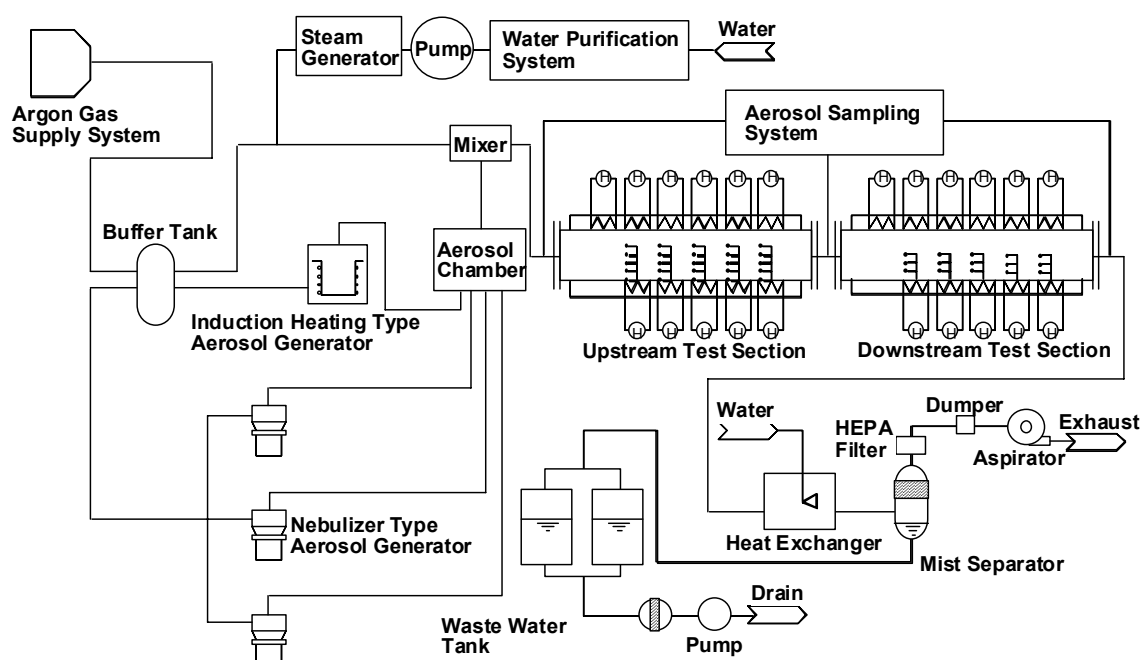 Steam
Generator
Pump
Water Purification
System
Water
Argon Gas
Supply System
Mixer
Aerosol Sampling
System
H H H H H H
H H H H H H
Buffer Tank
Aerosol
Chamber
Induction Heating Type
Aerosol Generator
H H H H H
H H H H H
Upstream Test Section
Downstream Test Section
Water
Dumper
HEPA
Filter
Exhaust
Aspirator
Nebulizer Type
Aerosol Generator
Heat Exchanger
Mist Separator
Drain
Waste Water
Tank
Pump